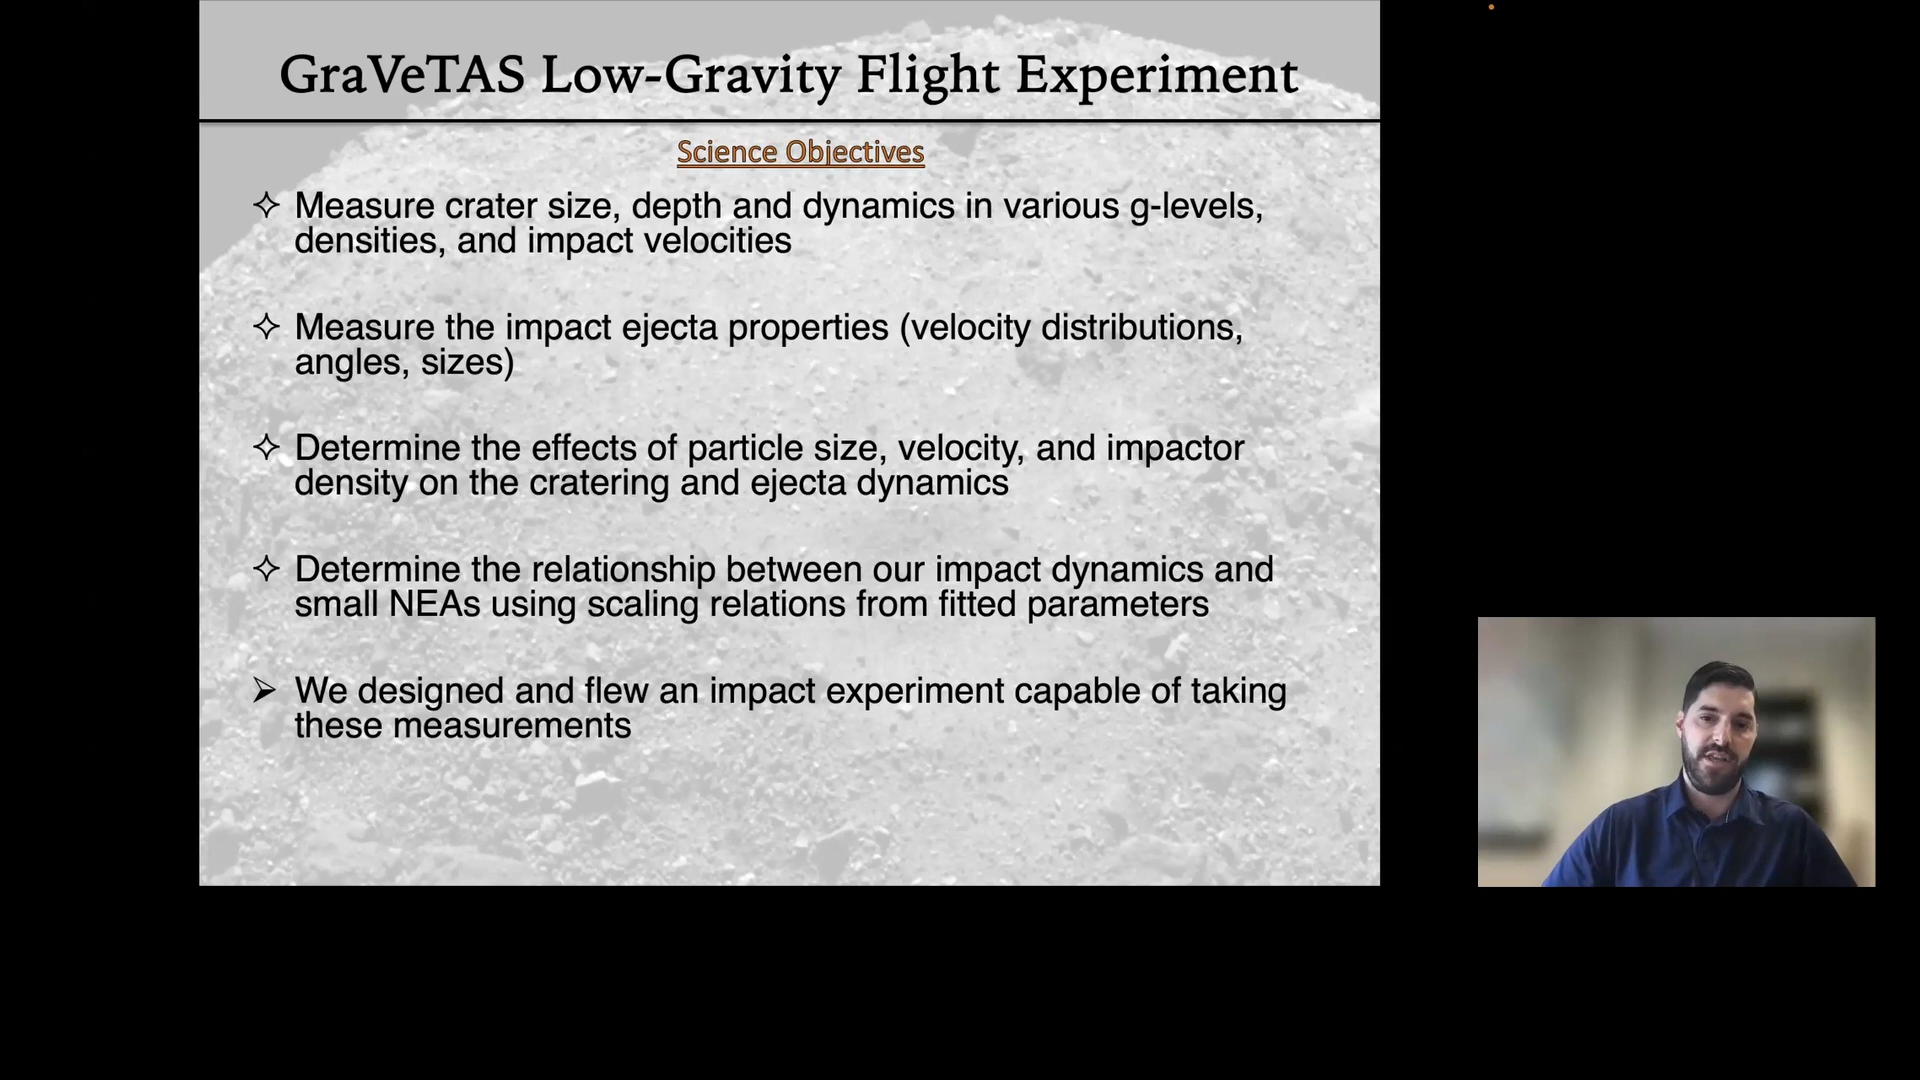 GraVeTAS Low-Gravity Flight Experiment
Science Objectives
✧ Measure crater size, depth and dynamics in various g-levels,
densities, and impact velocities
✧ Measure the impact ejecta properties (velocity distributions,
angles, sizes)
✧ Determine the effects of particle size, velocity, and impactor
density on the cratering and ejecta dynamics
✧ Determine the relationship between our impact dynamics and
small NEAs using scaling relations from fitted parameters
➢ We designed and flew an impact experiment capable of taking
these measurements